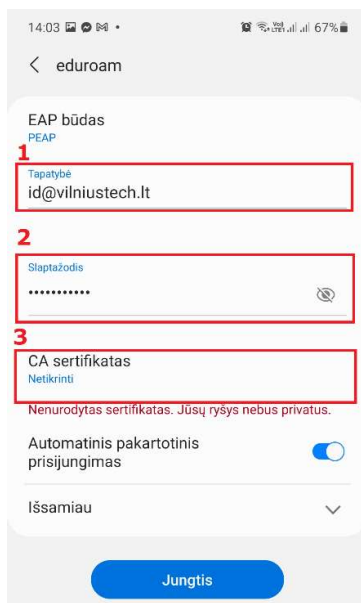 14:03 67%
eduroam
EAP būdas
PEAP
1
Tapatybė
id@vilniustech.lt
2
Slaptažodis
•••••••••••
3
CA sertifikatas
Netikrinti
Nenurodytas sertifikatas. Jūsų ryšys nebus privatus.
Automatinis pakartotinis
prisijungimas
Išsamiau
Jungtis